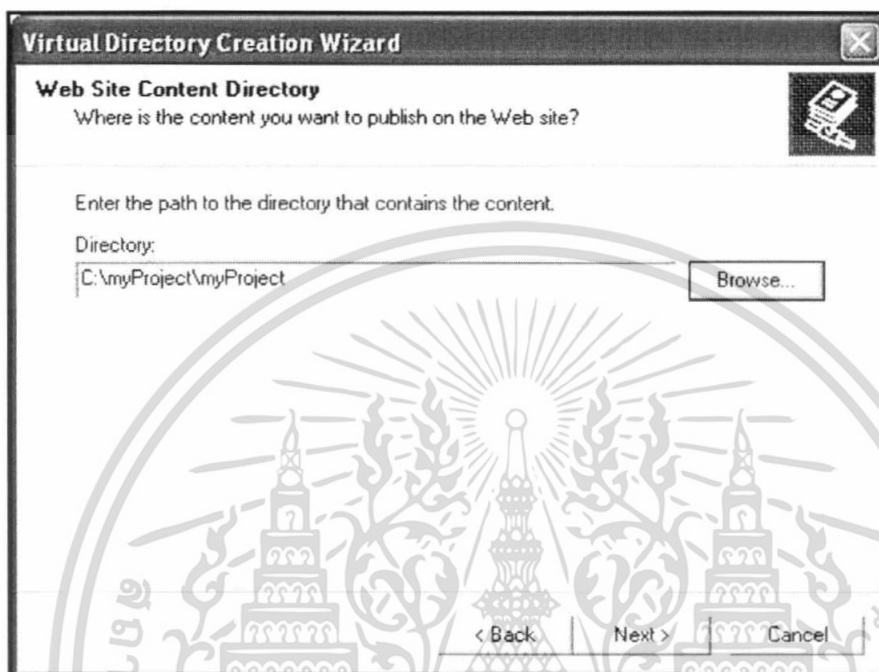 Virtual Directory Creation Wizard
Web Site Content Directory
Where is the content you want to publish on the Web site?
Enter the path to the directory that contains the content.
Directory:
C:\myProject\myProject
Browse...
< Back
Next >
Cancel